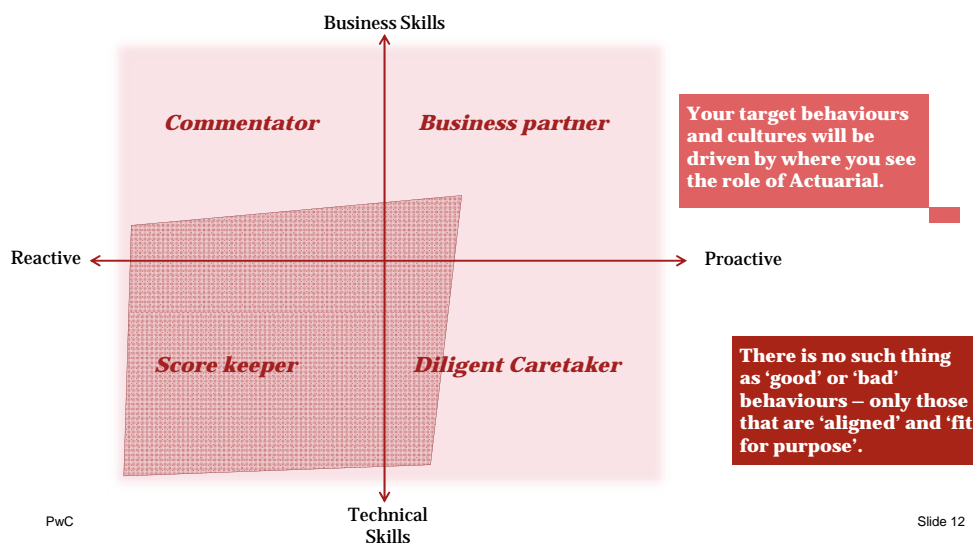 Business Skills
Commentator
Business partner
Your target behaviours
and cultures will be
driven by where you see
the role of Actuarial.
Reactive
Proactive
Score keeper
Diligent Caretaker
There is no such thing
as ‘good’ or ‘bad’
behaviours – only those
that are ‘aligned’ and ‘fit
for purpose’.
Technical
Skills
PwC
Slide 12